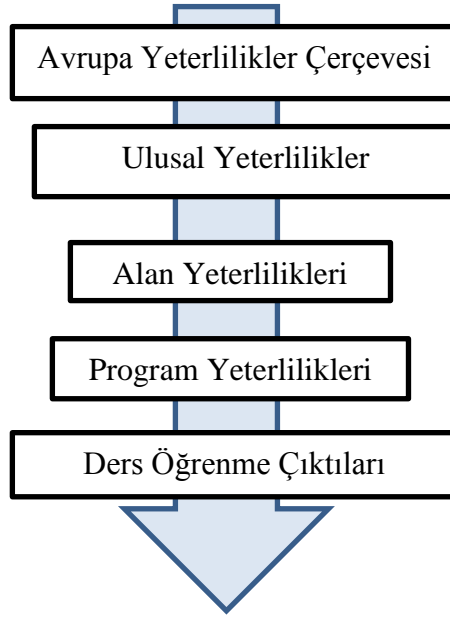 Avrupa Yeterlilikler Çerçevesi
Ulusal Yeterlilikler
Alan Yeterlilikleri
Program Yeterlilikleri
Ders Öğrenme Çıktıları